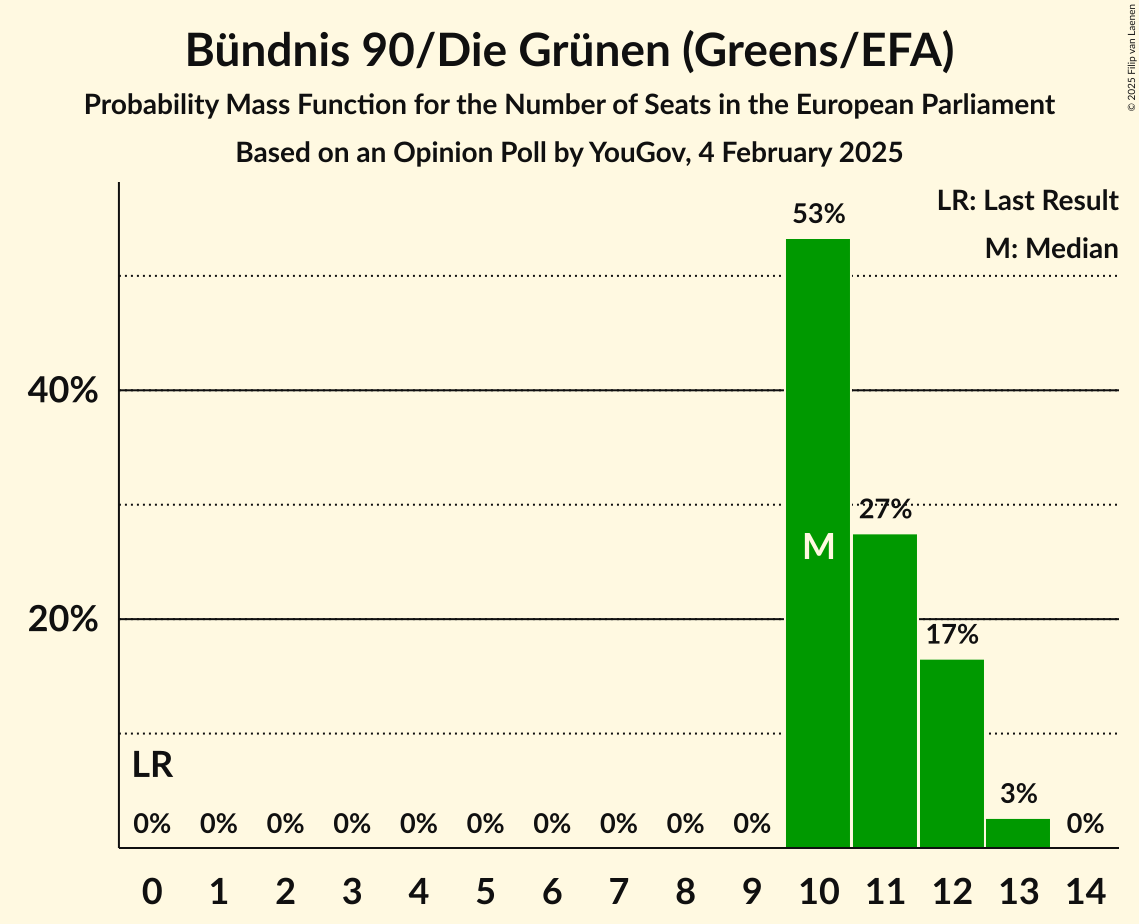 Bündnis 90/Die Grünen (Greens/EFA)
Probability Mass Function for the Number of Seats in the European Parliament
Based on an Opinion Poll by YouGov, 4 February 2025
© 2025 Filip van Laenen
LR: Last Result
M: Median
53%
40%
27%
M
20%
17%
LR
3%
0% 0% 0% 0% 0% 0% 0% 0% 0% 0% 0%
0 1 2 3 4 5 6 7 8 9 10 11 12 13 14